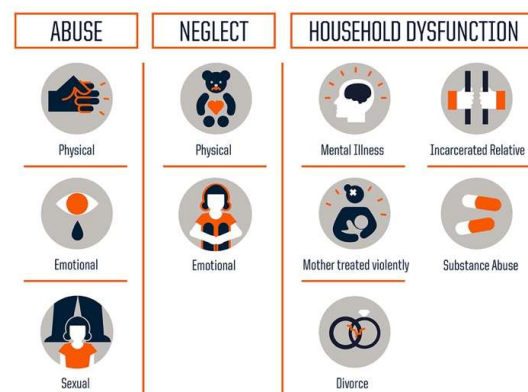 ABUSE
NEGLECT
HOUSEHOLD DYSFUNCTION
Physical
Emotional
Sexual
Physical
Emotional
Mental Illness
Incarcerated Relative
Mother treated violently
Substance Abuse
Divorce